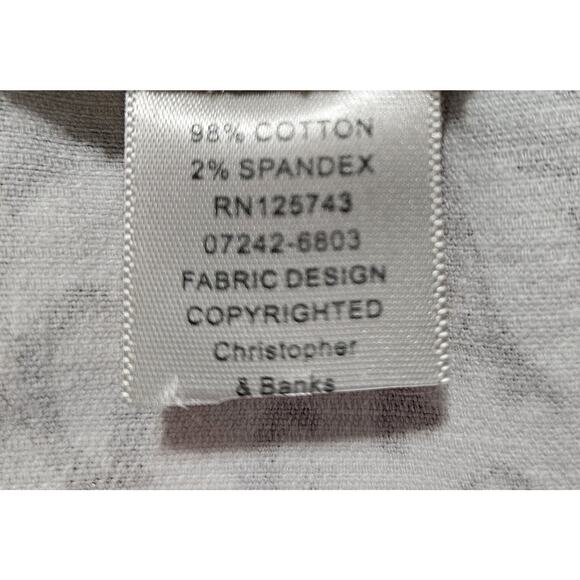 98% COTTON
2% SPANDEX
RN125743
07242-6803
FABRIC DESIGN
COPYRIGHTED
Christopher
& Banks